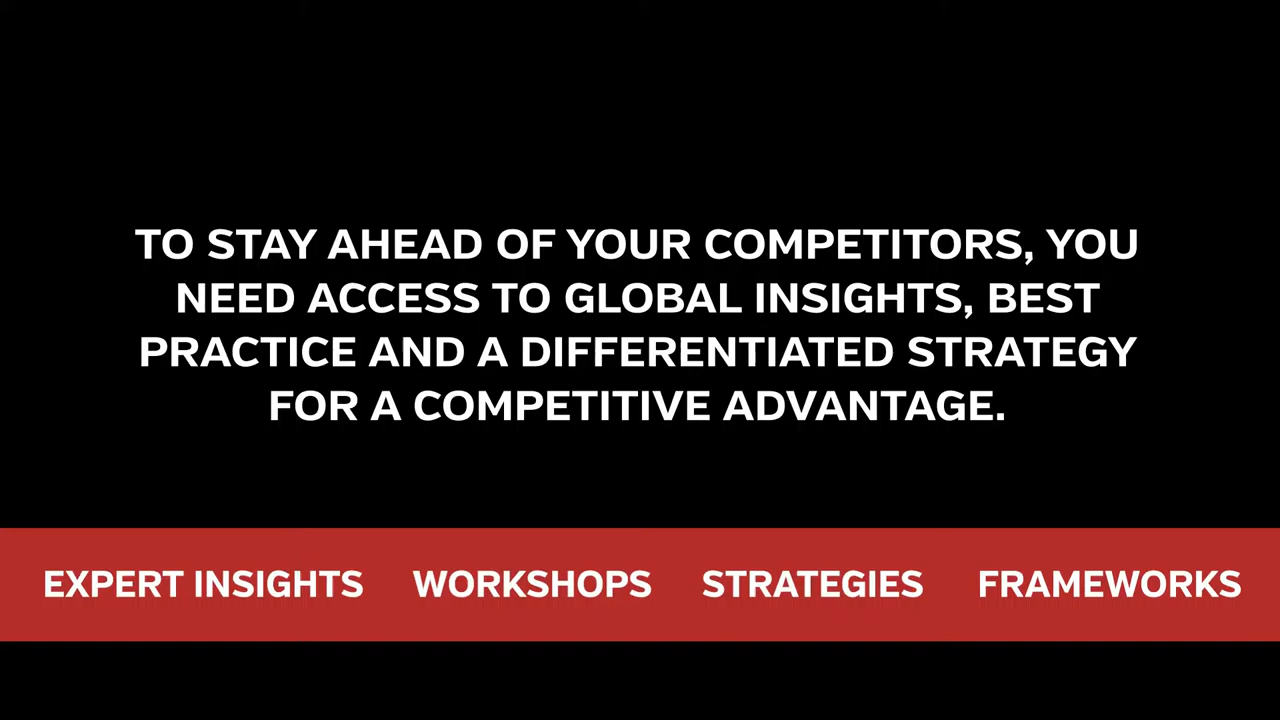 TO STAY AHEAD OF YOUR COMPETITORS, YOU
NEED ACCESS TO GLOBAL INSIGHTS, BEST
PRACTICE AND A DIFFERENTIATED STRATEGY
FOR A COMPETITIVE ADVANTAGE.
EXPERT INSIGHTS WORKSHOPS STRATEGIES FRAMEWORKS